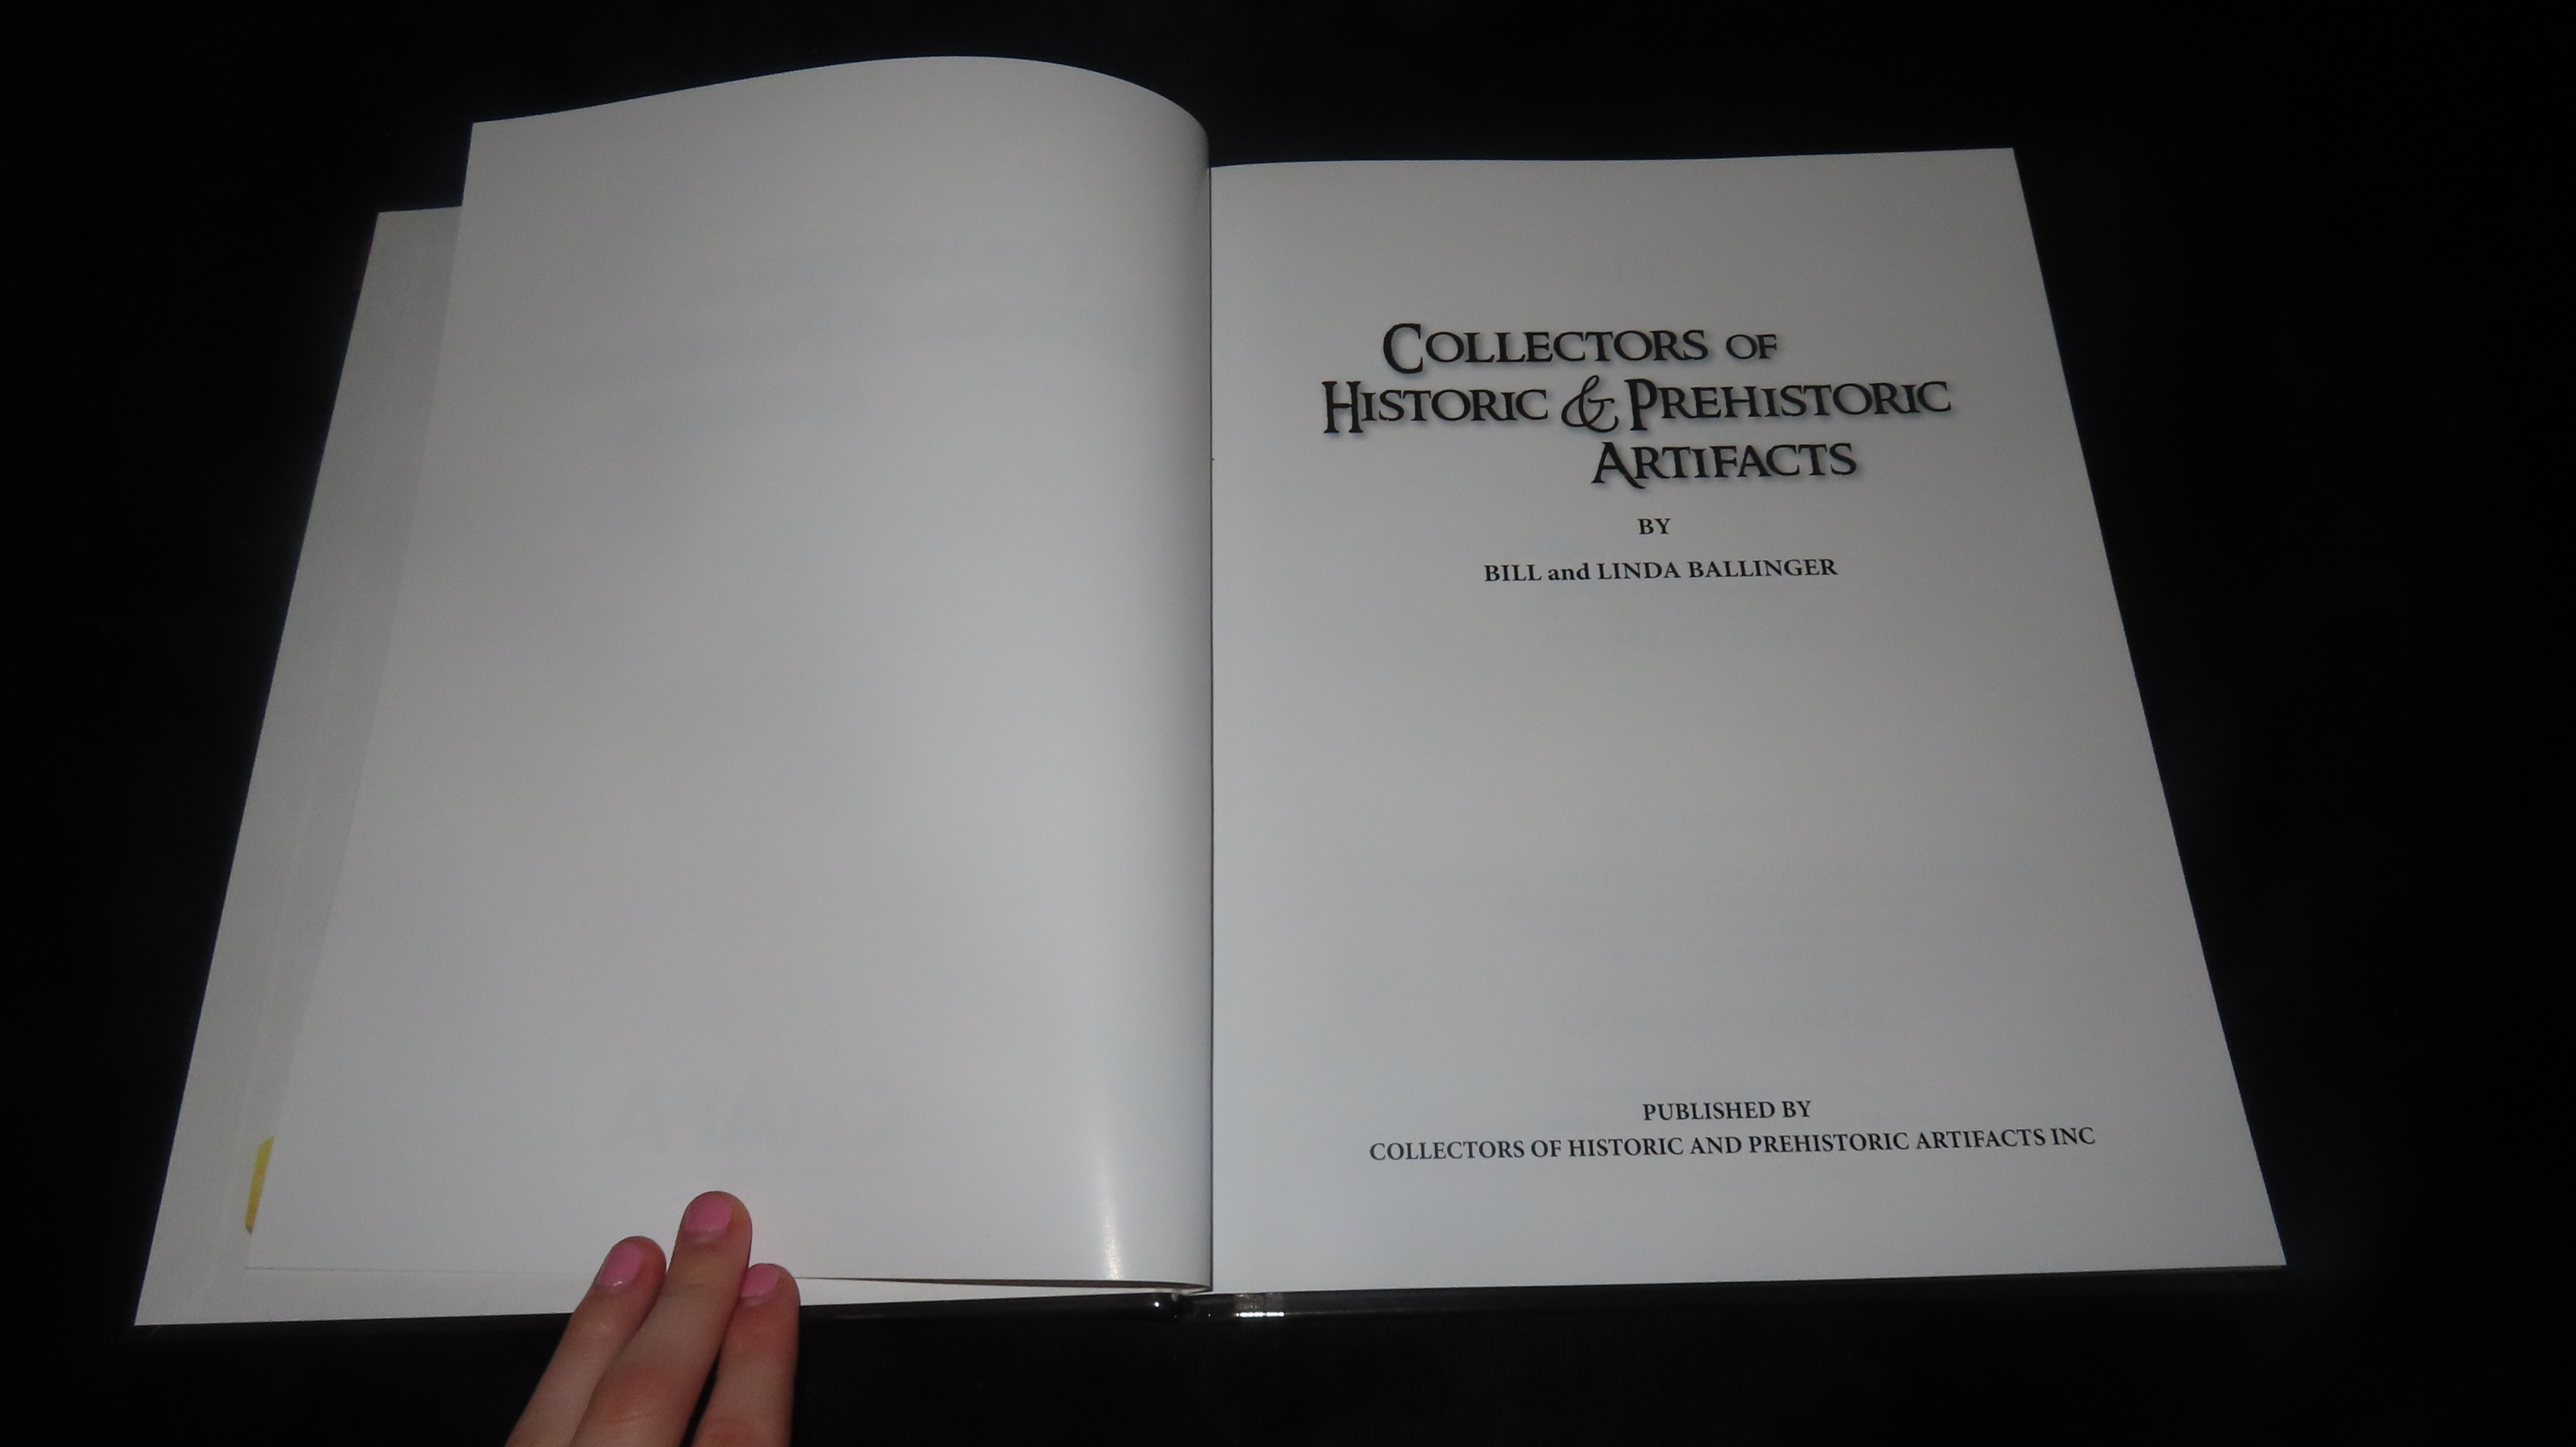 COLLECTORS OF
HISTORIC & PREHISTORIC
ARTIFACTS
BY
BILL and LINDA BALLINGER
PUBLISHED BY
COLLECTORS OF HISTORIC AND PREHISTORIC ARTIFACTS INC